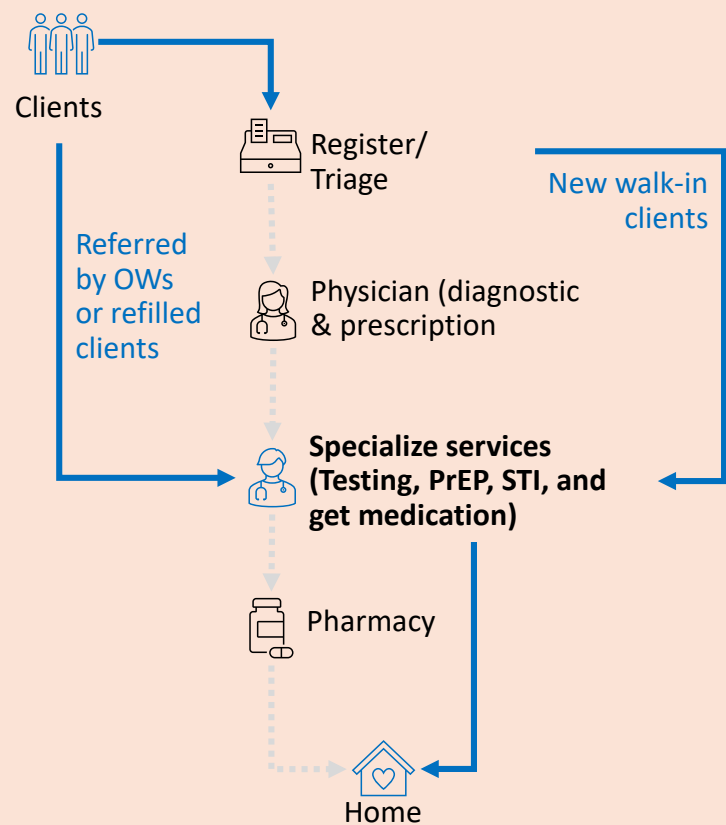 Clients
Register/
Triage
New walk-in
clients
Referred
by OWs
or refilled
clients
Physician (diagnostic
& prescription
Specialize services
(Testing, PrEP, STI, and
get medication)
Pharmacy
Home